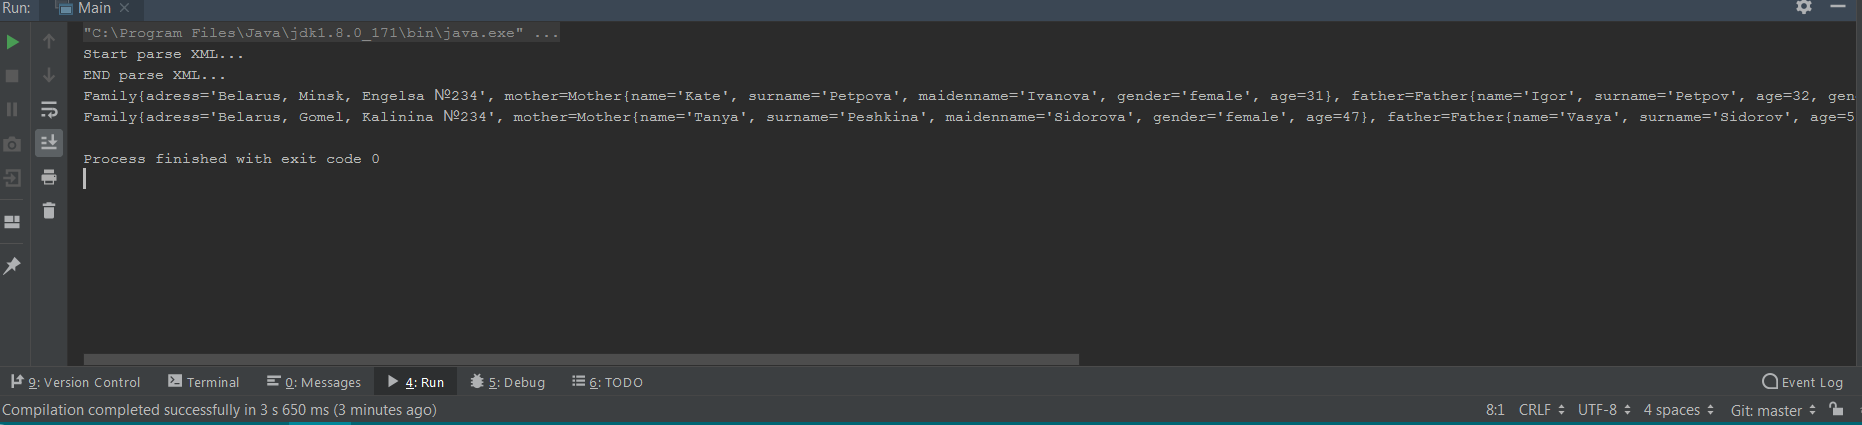 Run: Main
"C:\Program Files\Java\jdk1.8.0_171\bin\java.exe" ...
Start parse XML...
END parse XML...
Family{adress='Belarus, Minsk, Engelsa №234', mother=Mother{name='Kate', surname='Petpova', maidenname='Ivanova', gender='female', age=31}, father=Father{name='Igor', surname='Petpov', age=32, gen
Family{adress='Belarus, Gomel, Kalinina №234', mother=Mother{name='Tanya', surname='Peshkina', maidenname='Sidorova', gender='female', age=47}, father=Father{name='Vasya', surname='Sidorov', age=5
Process finished with exit code 0
9: Version Control Terminal 0: Messages 4: Run 5: Debug 6: TODO Event Log
Compilation completed successfully in 3 s 650 ms (3 minutes ago) 8:1 CRLF UTF-8 4 spaces Git: master